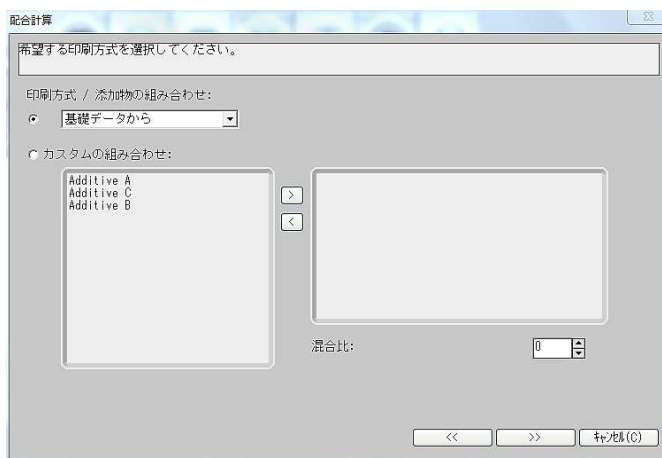 配合計算
希望する印刷方式を選択してください。
印刷方式 / 添加物の組み合わせ:
基礎データから
カスタムの組み合わせ:
Additive A
Additive C
Additive B
>
<
混合比:
0
<<
>>
ｷｬﾝｾﾙ(C)